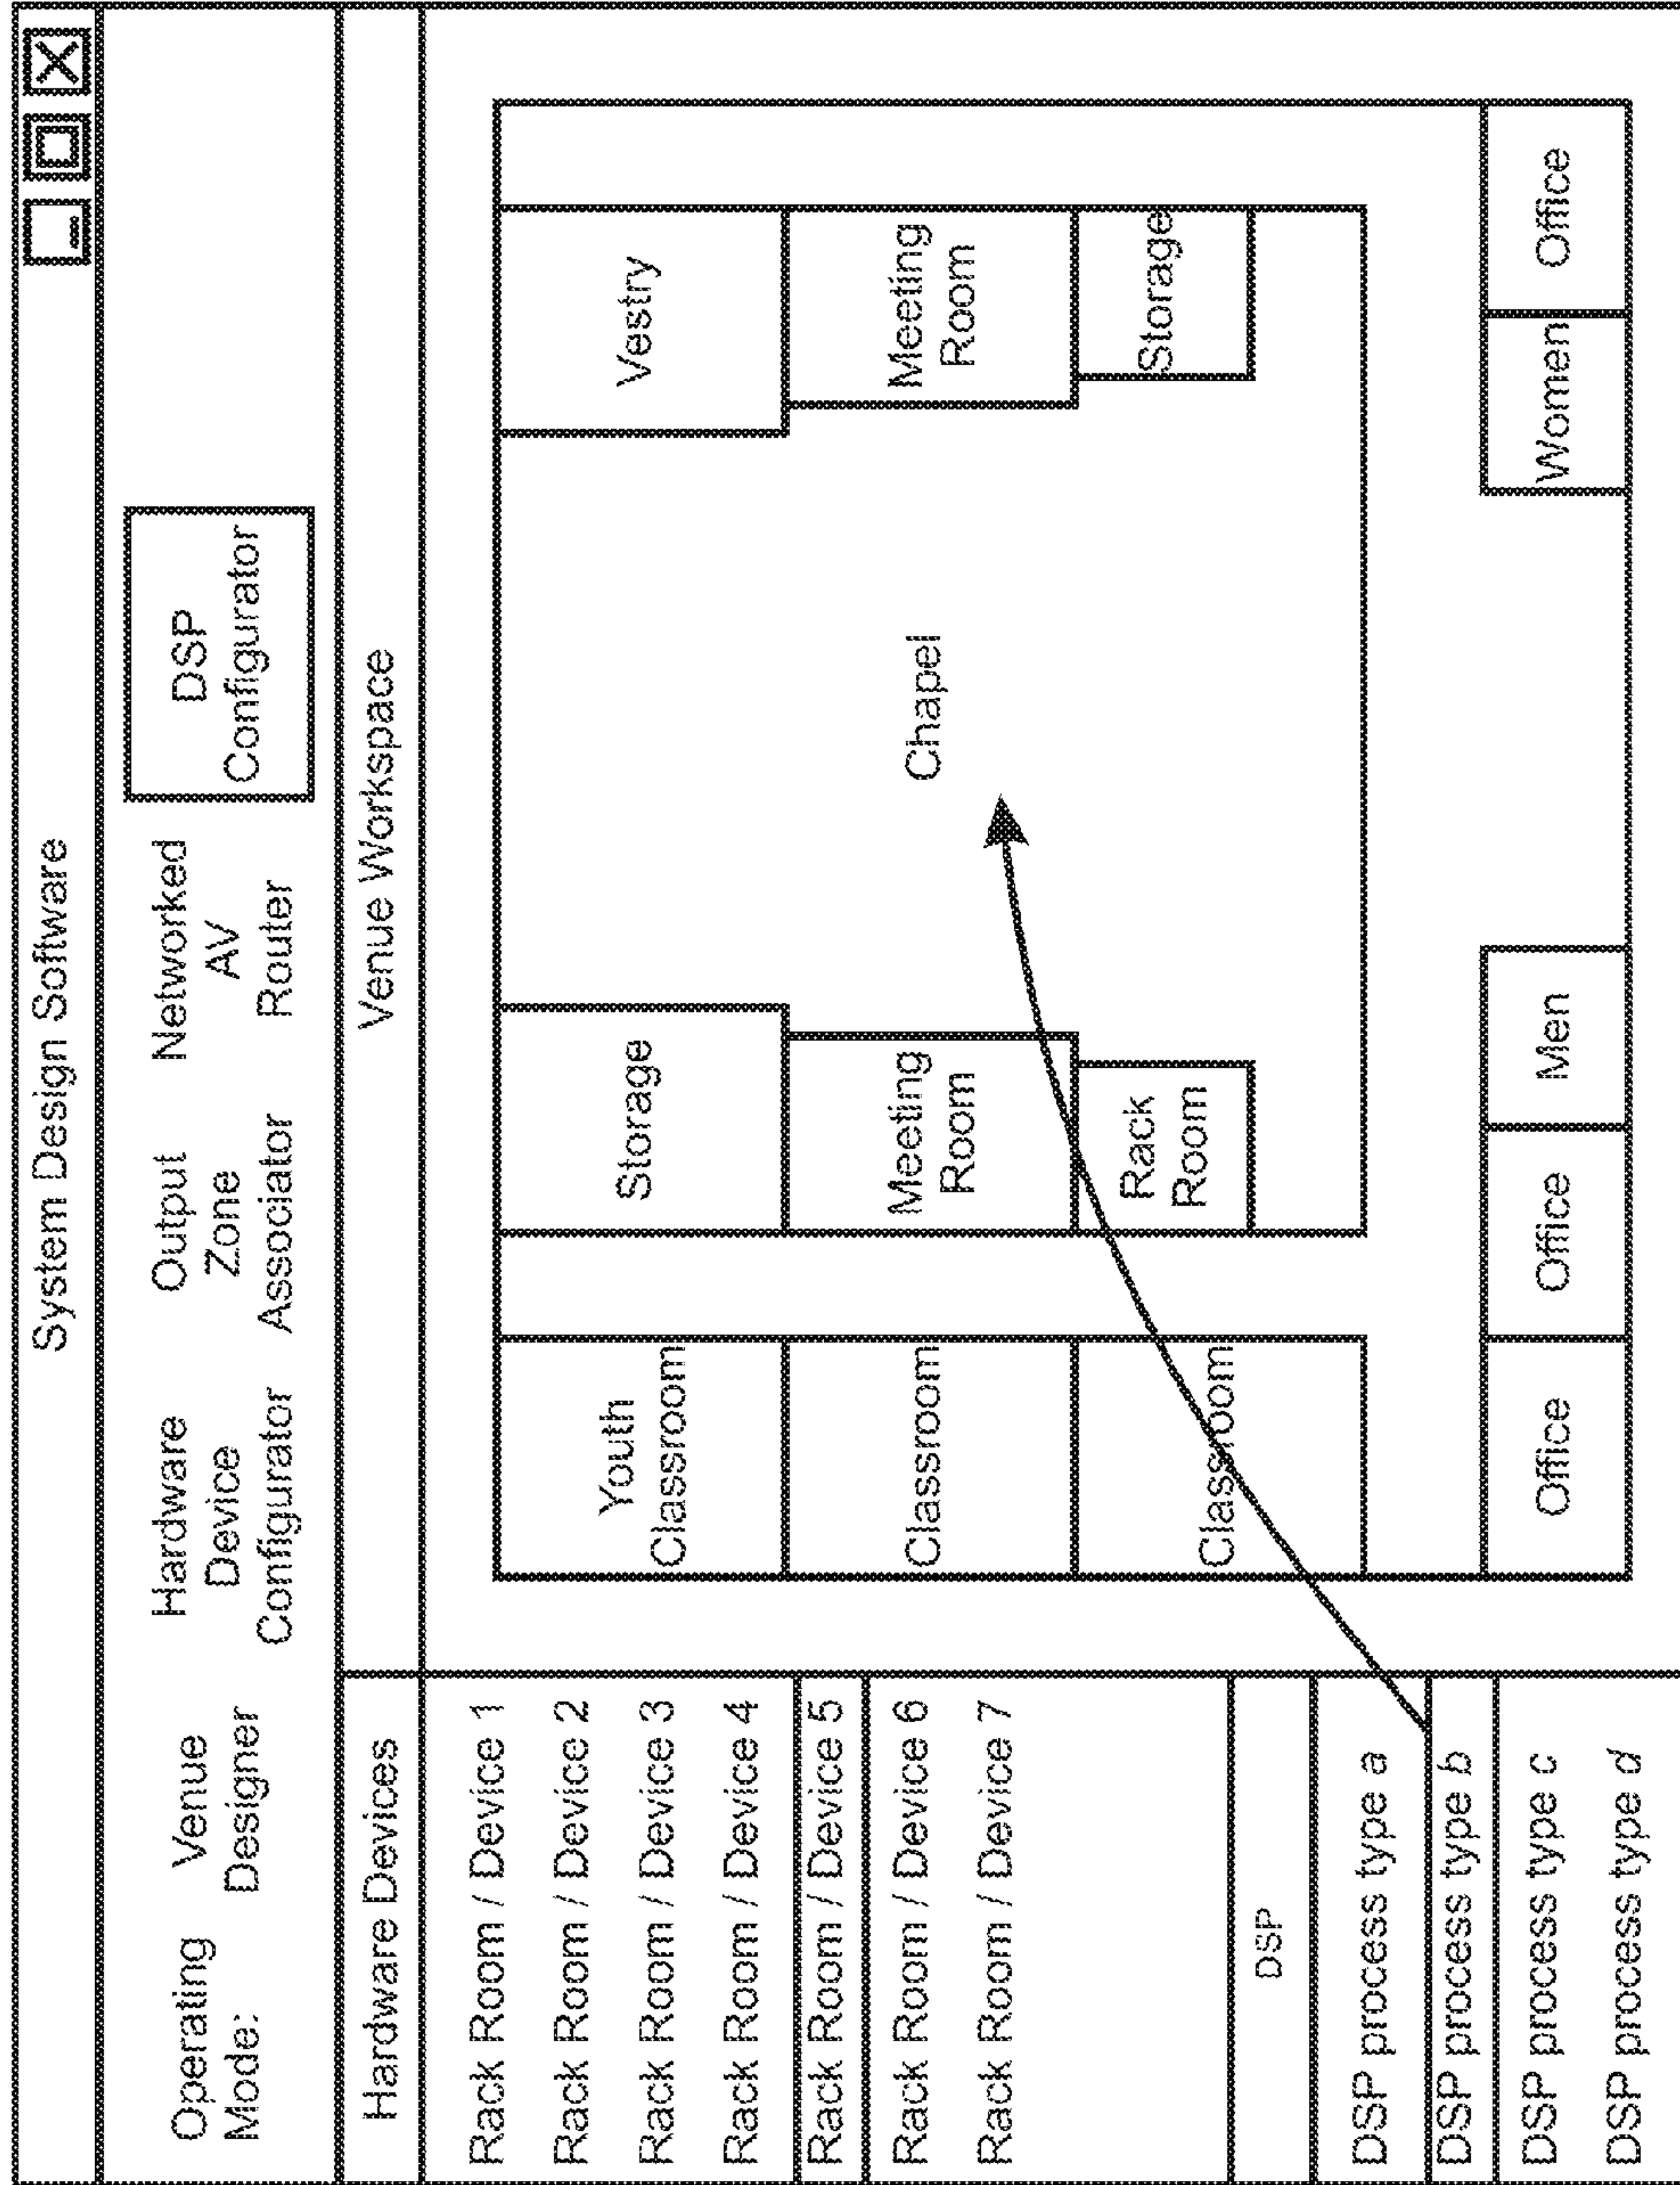 System Design Software
Operating
Mode:
Venue
Designer
Hardware
Device
Configurator
Output
Zone
Associator
Networked
AV
Router
DSP
Configurator
Hardware Devices
Venue Workspace
Rack Room / Device 1
Rack Room / Device 2
Rack Room / Device 3
Rack Room / Device 4
Rack Room / Device 5
Rack Room / Device 6
Rack Room / Device 7
DSP
DSP process type a
DSP process type b
DSP process type c
DSP process type d
Youth
Classroom
Storage
Vestry
Classroom
Meeting
Room
Chapel
Meeting
Room
Classroom
Rack
Room
Storage
Office
Office
Men
Women
Office